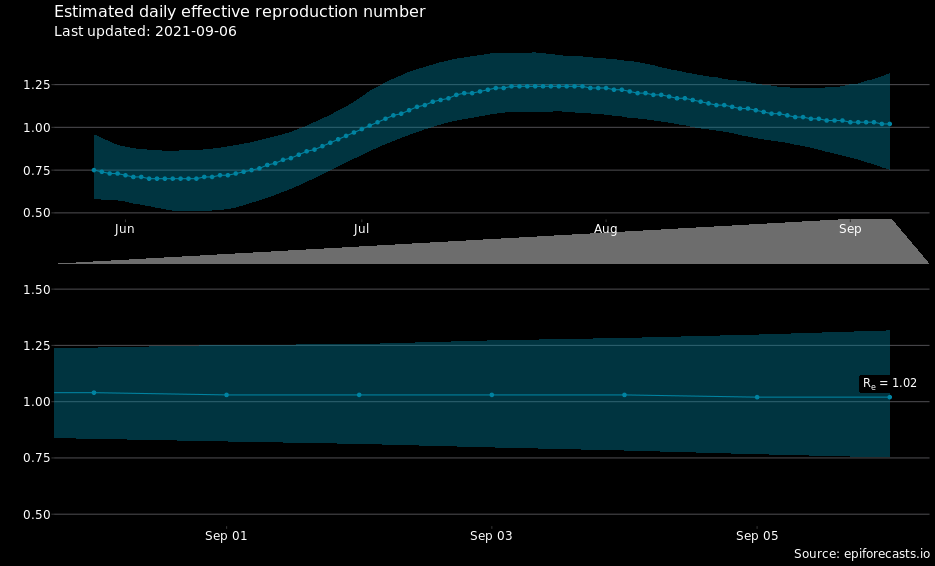 Estimated daily effective reproduction number
Last updated: 2021-09-06
1.25
1.00
0.75
0.50
Jun Jul Aug Sep
1.50
1.25
Re = 1.02
1.00
0.75
0.50
Sep 01 Sep 03 Sep 05
Source: epiforecasts.io